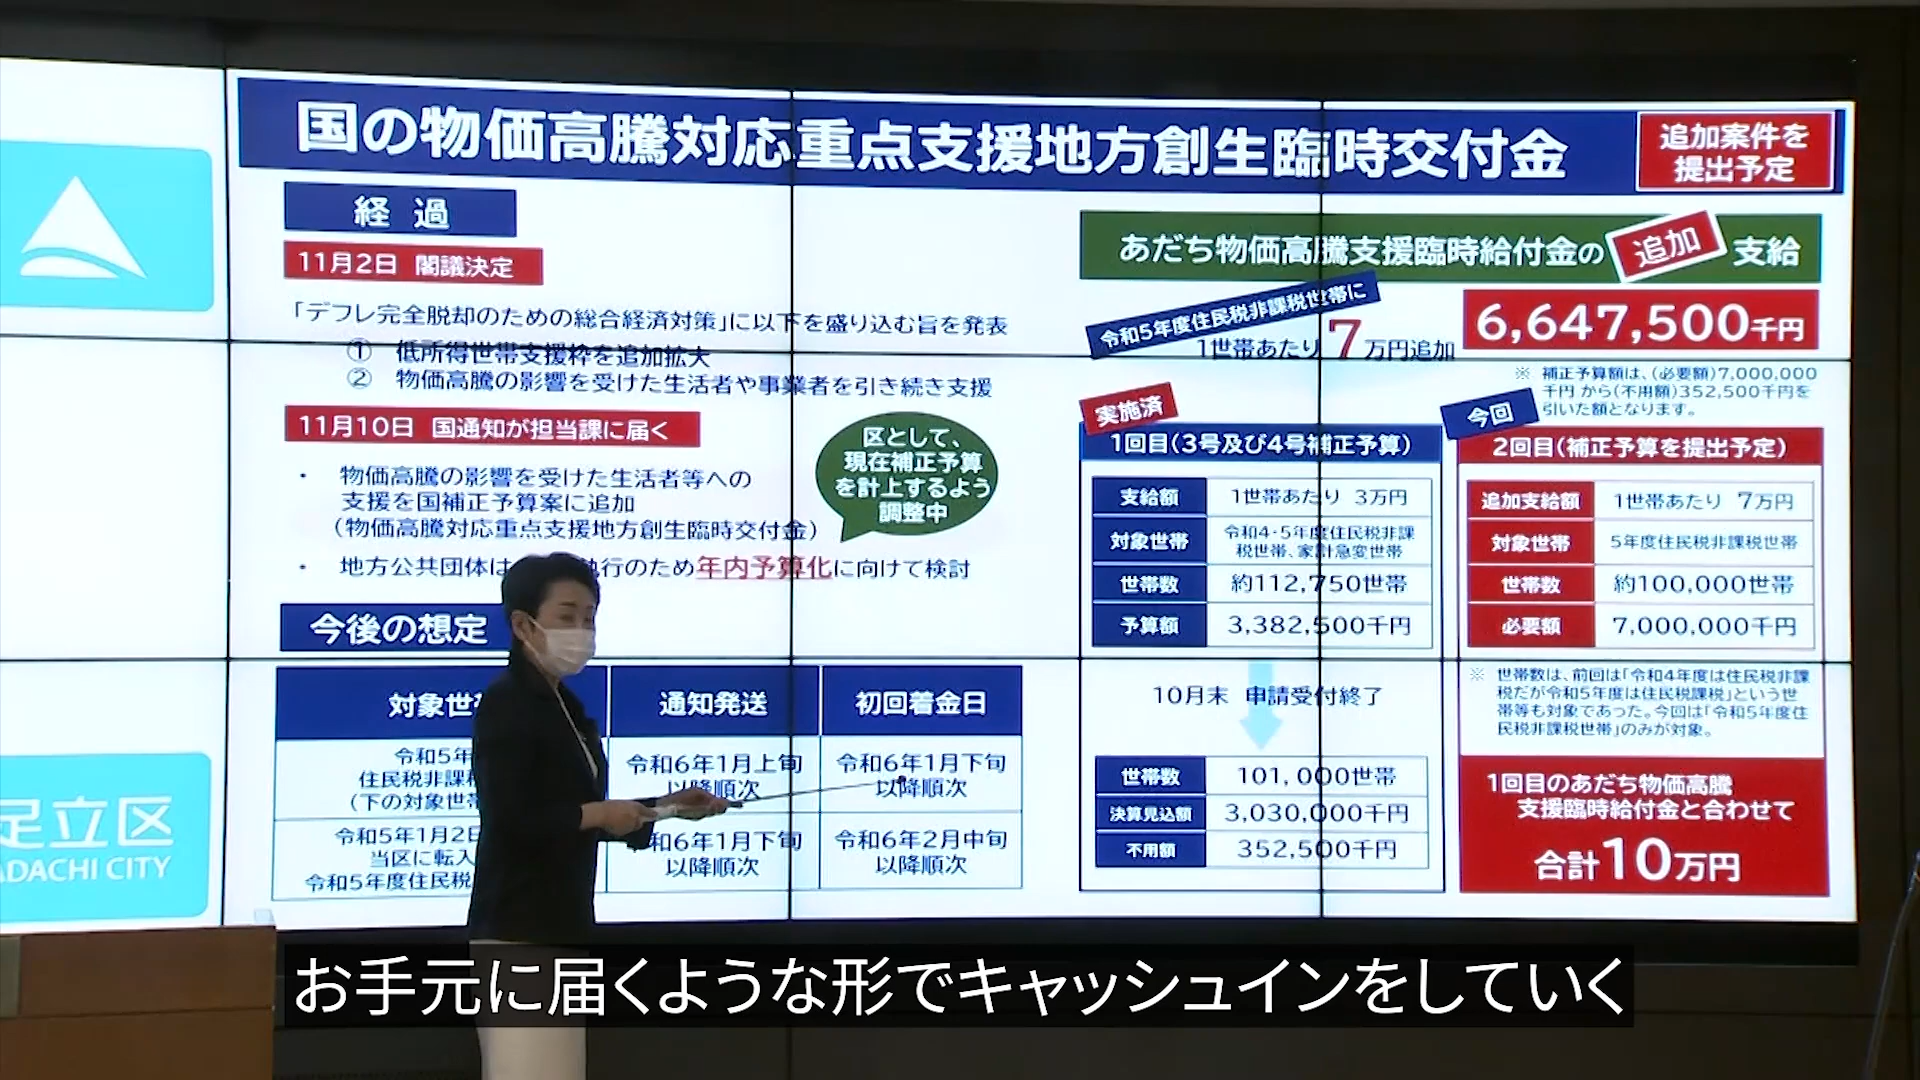 国の物価高騰対応重点支援地方創生臨時交付金
追加案件を
提出予定
経 過
11月2日 閣議決定
「デフレ完全脱却のための総合経済対策」に以下を盛り込む旨を発表
① 低所得世帯支援枠を追加拡大
② 物価高騰の影響を受けた生活者や事業者を引き続き支援
11月10日 国通知が担当課に届く
・ 物価高騰の影響を受けた生活者等への
支援を国補正予算案に追加
(物価高騰対応重点支援地方創生臨時交付金)
・ 地方公共団体は
執行のため年内予算化に向けて検討
区として、
現在補正予算
を計上するよう
調整中
今後の想定
対象世
通知発送
初回着金日
令和5年
住民税非課
(下の対象世
令和6年1月上旬
以降順次
令和6年1月下旬
以降順次
令和5年1月2日
当区に転入
令和5年度住民税
令和6年1月下旬
以降順次
令和6年2月中旬
以降順次
あだち物価高騰支援臨時給付金の 追加 支給
令和5年度住民税非課税世帯に
1世帯あたり 7万円追加
6,647,500千円
※ 補正予算額は、(必要額)7,000,000
千円 から(不用額)352,500千円を
引いた額となります。
実施済
1回目(3号及び4号補正予算)
支給額 1世帯あたり 3万円
対象世帯 令和4・5年度住民税非課
税世帯、家計急変世帯
世帯数 約112,750世帯
予算額 3,382,500千円
10月末 申請受付終了
世帯数 101,000世帯
決算見込額 3,030,000千円
不用額 352,500千円
今回
2回目(補正予算を提出予定)
追加支給額 1世帯あたり 7万円
対象世帯 5年度住民税非課税世帯
世帯数 約100,000世帯
必要額 7,000,000千円
※ 世帯数は、前回は「令和4年度は住民税非課
税だが令和5年度は住民税課税」という世
帯等も対象であった。今回は「令和5年度住
民税非課税世帯」のみが対象。
1回目のあだち物価高騰
支援臨時給付金と合わせて
合計10万円
足立区
ADACHI CITY
お手元に届くような形でキャッシュインをしていく